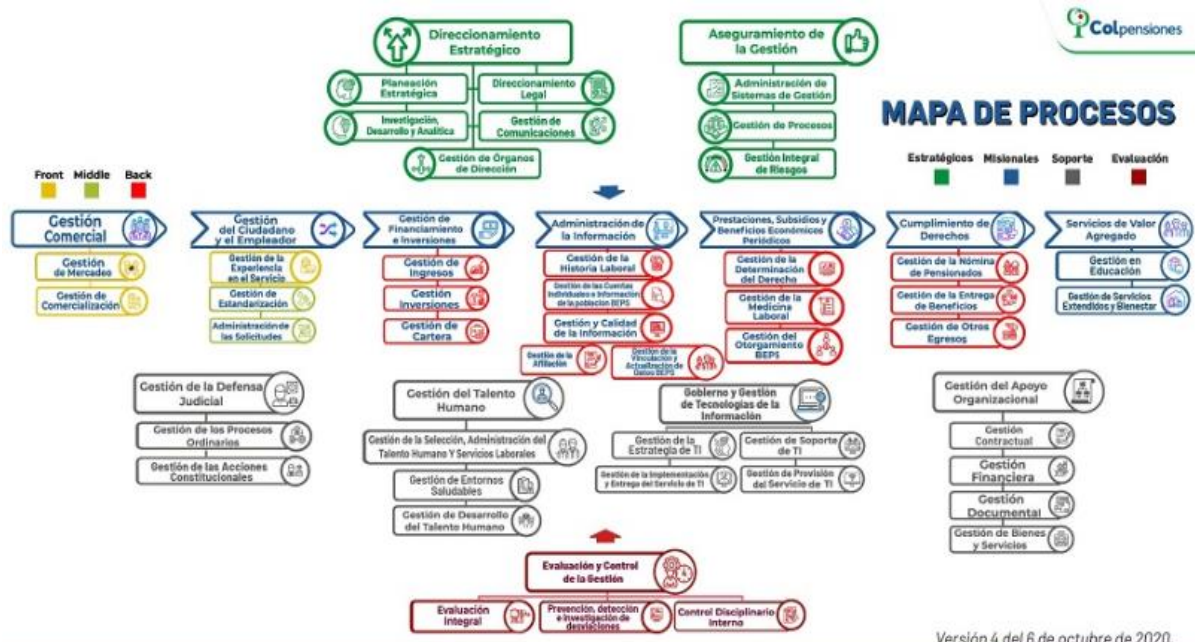 Colpensiones
MAPA DE PROCESOS
Estratégicos Misionales Soporte Evaluación
Front Middle Back
Direccionamiento
Estratégico
Planeación
Estratégica
Direccionamiento
Legal
Investigación,
Desarrollo y Analítica
Gestión de
Comunicaciones
Gestión de Órganos
de Dirección
Aseguramiento de
la Gestión
Administración de
Sistemas de Gestión
Gestión de Procesos
Gestión Integral
de Riesgos
Gestión
Comercial
Gestión
de Mercadeo
Gestión de
Comercialización
Gestión
del Ciudadano
y el Empleador
Gestión de la
Experiencia
en el Servicio
Gestión de
Estandarización
Administración de
las Solicitudes
Gestión de
Financiamiento
e Inversiones
Gestión de
Ingresos
Gestión
Inversiones
Gestión de
Cartera
Administración de
la Información
Gestión de la
Historia Laboral
Gestión de las Cuentas
Individuales e Información de
la poblacion BEPS
Gestión y Calidad
de la Información
Gestión de la
Afiliación
Gestión de la
Vinculación y
Actualización de
Datos BEPS
Prestaciones, Subsidios y
Beneficios Económicos
Periódicos
Gestión de la
Determinación
del Derecho
Gestión de la
Medicina
Laboral
Gestión del
Otorgamiento
BEPS
Cumplimiento de
Derechos
Gestión de la Nómina
de Pensionados
Gestión de la Entrega
de Beneficios
Gestión de Otros
Egresos
Servicios de Valor
Agregado
Gestión en
Educación
Gestión de Servicios
Extendidos y Bienestar
Gestión de la Defensa
Judicial
Gestión de los Procesos
Ordinarios
Gestión de las Acciones
Constitucionales
Gestión del Talento
Humano
Gestión de la Selección, Administración del
Talento Humano Y Servicios Laborales
Gestión de Entornos
Saludables
Gestión de Desarrollo
del Talento Humano
Gobierno y Gestión
de Tecnologías de la
Información
Gestión de la
Estrategia de TI
Gestión de Soporte
de TI
Gestión de la Implementación
y Entrega del Servicio de TI
Gestión de Provisión
del Servicio de TI
Gestión del Apoyo
Organizacional
Gestión
Contractual
Gestión
Financiera
Gestión
Documental
Gestión de Bienes
y Servicios
Evaluación y Control
de la Gestión
Evaluación
Integral
Prevención, detección
e investigación de
desviaciones
Control Disciplinario
Interno
Versión 4 del 6 de octubre de 2020